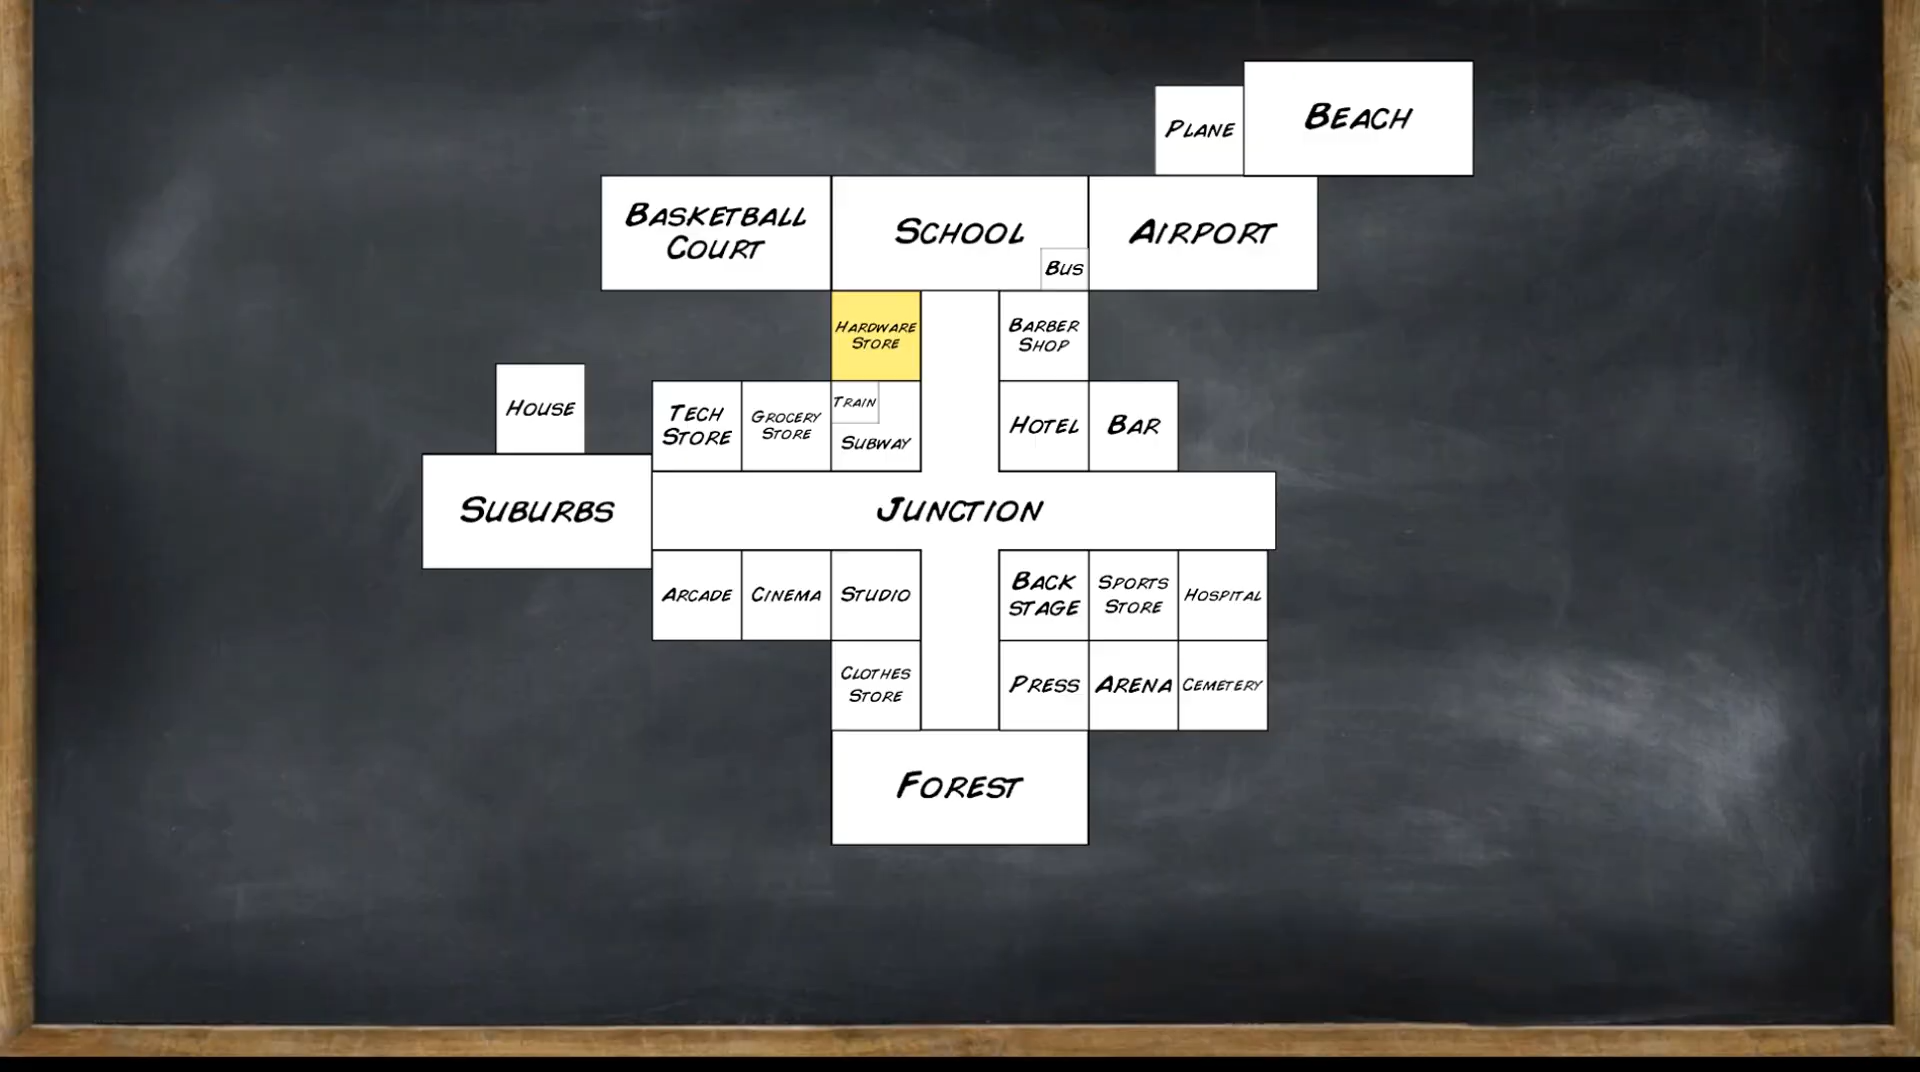 Plane
Beach
Basketball
Court
School
Bus
Airport
Hardware
Store
Barber
Shop
House
Tech
Store
Grocery
Store
Train
Subway
Hotel
Bar
Suburbs
Junction
Arcade
Cinema
Studio
Back
Stage
Sports
Store
Hospital
Clothes
Store
Press
Arena
Cemetery
Forest